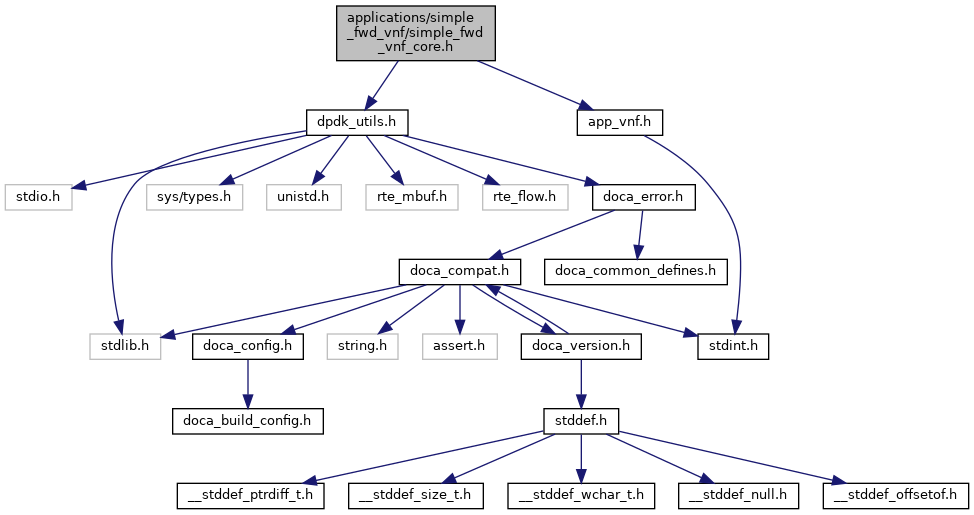 applications/simple
_fwd_vnf/simple_fwd
_vnf_core.h
dpdk_utils.h
app_vnf.h
stdio.h
sys/types.h
unistd.h
rte_mbuf.h
rte_flow.h
doca_error.h
doca_compat.h
doca_common_defines.h
stdlib.h
doca_config.h
string.h
assert.h
doca_version.h
stdint.h
doca_build_config.h
stddef.h
__stddef_ptrdiff_t.h
__stddef_size_t.h
__stddef_wchar_t.h
__stddef_null.h
__stddef_offsetof.h